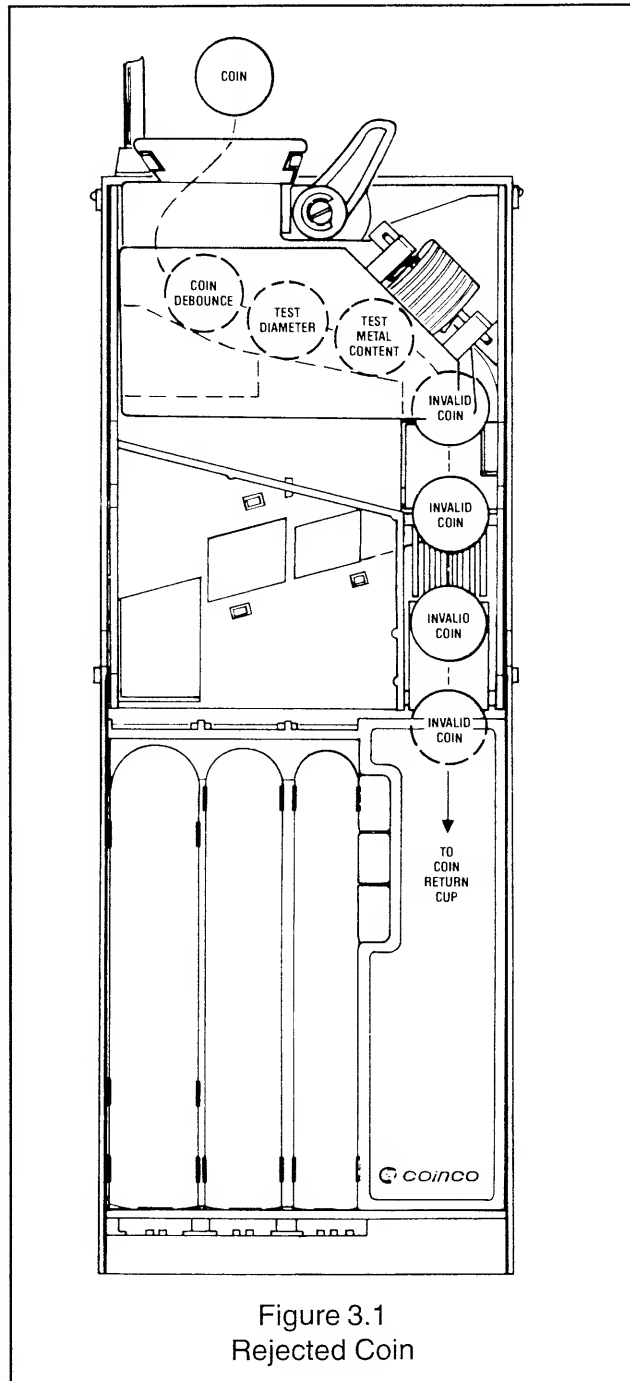 COIN
COIN
DEBOUNCE
TEST
DIAMETER
TEST
METAL
CONTENT
INVALID
COIN
INVALID
COIN
INVALIO
COIN
INVALID
COIN
TO
COIN
RETURN
CUP
coinco
Figure 3.1
Rejected Coin